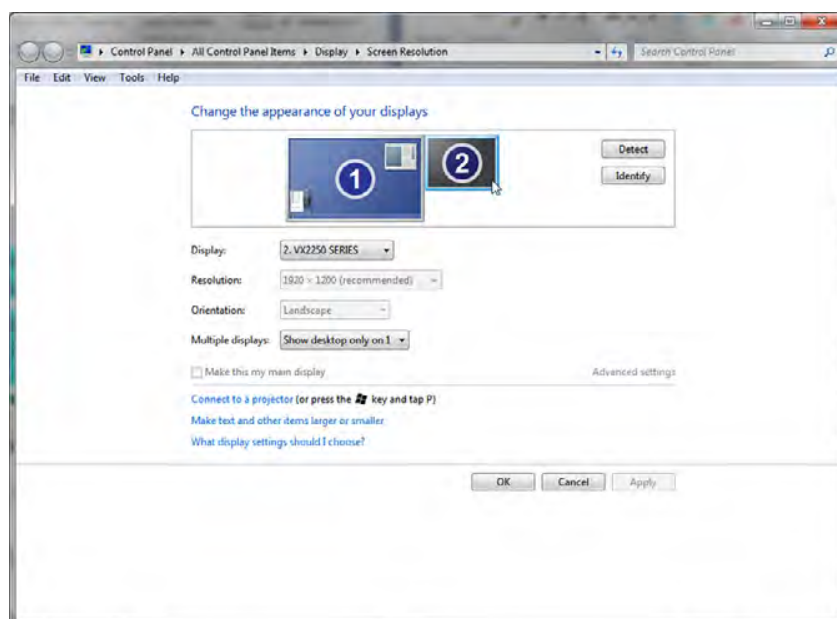 Control Panel ▸ All Control Panel Items ▸ Display ▸ Screen Resolution
Search Control Panel
File Edit View Tools Help
Change the appearance of your displays
1 2
Detect
Identify
Display: 2. VX2250 SERIES
Resolution: 1920 × 1200 (recommended)
Orientation: Landscape
Multiple displays: Show desktop only on 1
Make this my main display Advanced settings
Connect to a projector (or press the key and tap P)
Make text and other items larger or smaller
What display settings should I choose?
OK Cancel Apply